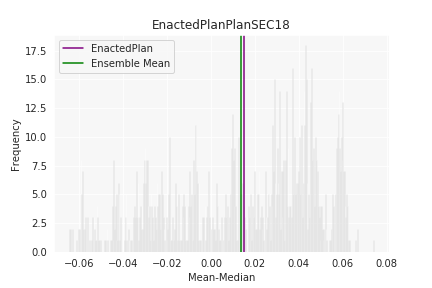 EnactedPlanPlanSEC18
EnactedPlan
Ensemble Mean
Frequency
17.5
15.0
12.5
10.0
7.5
5.0
2.5
0.0
−0.06 −0.04 −0.02 0.00 0.02 0.04 0.06 0.08
Mean-Median